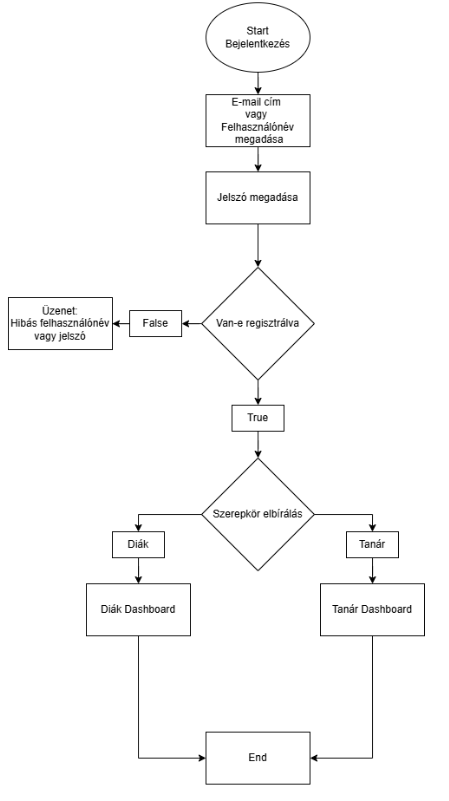 Start
Bejelentkezés
E-mail cím
vagy
Felhasználónév
megadása
Jelszó megadása
Van-e regisztrálva
False
Üzenet:
Hibás felhasználónév
vagy jelszó
True
Szerepkör elbírálás
Diák
Tanár
Diák Dashboard
Tanár Dashboard
End